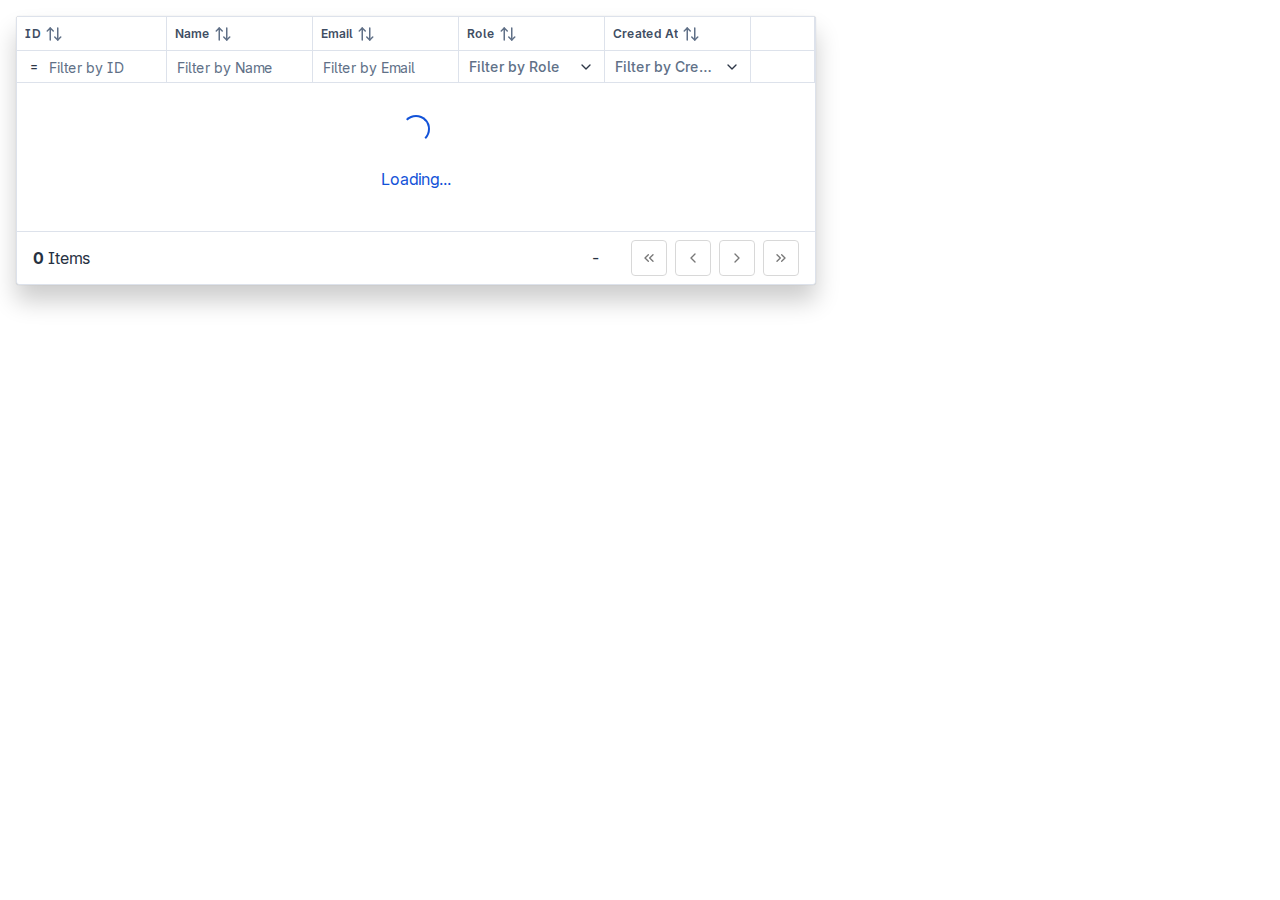 ID Name Email Role Created At
= Filter by ID Filter by Name Filter by Email Filter by Role Filter by Cre...
Loading...
0 Items -